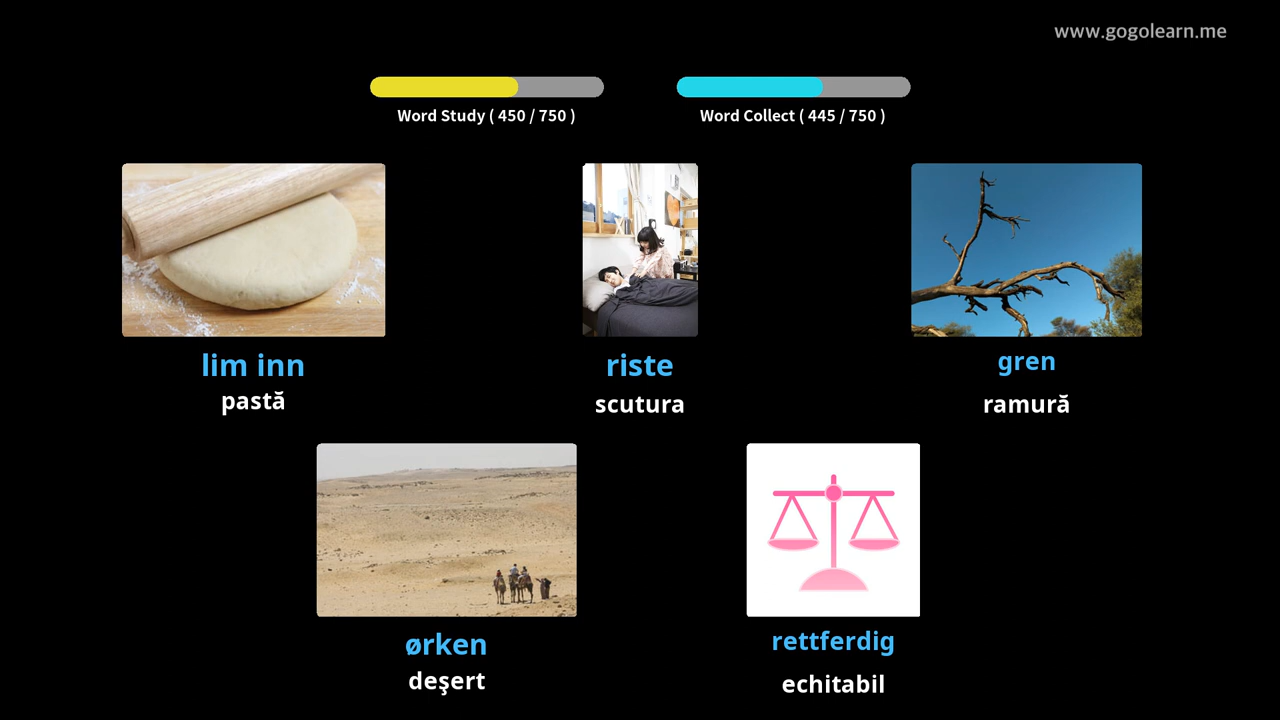 www.gogolearn.me
Word Study ( 450 / 750 )
Word Collect ( 445 / 750 )
lim inn
pastă
riste
scutura
gren
ramură
ørken
deşert
rettferdig
echitabil